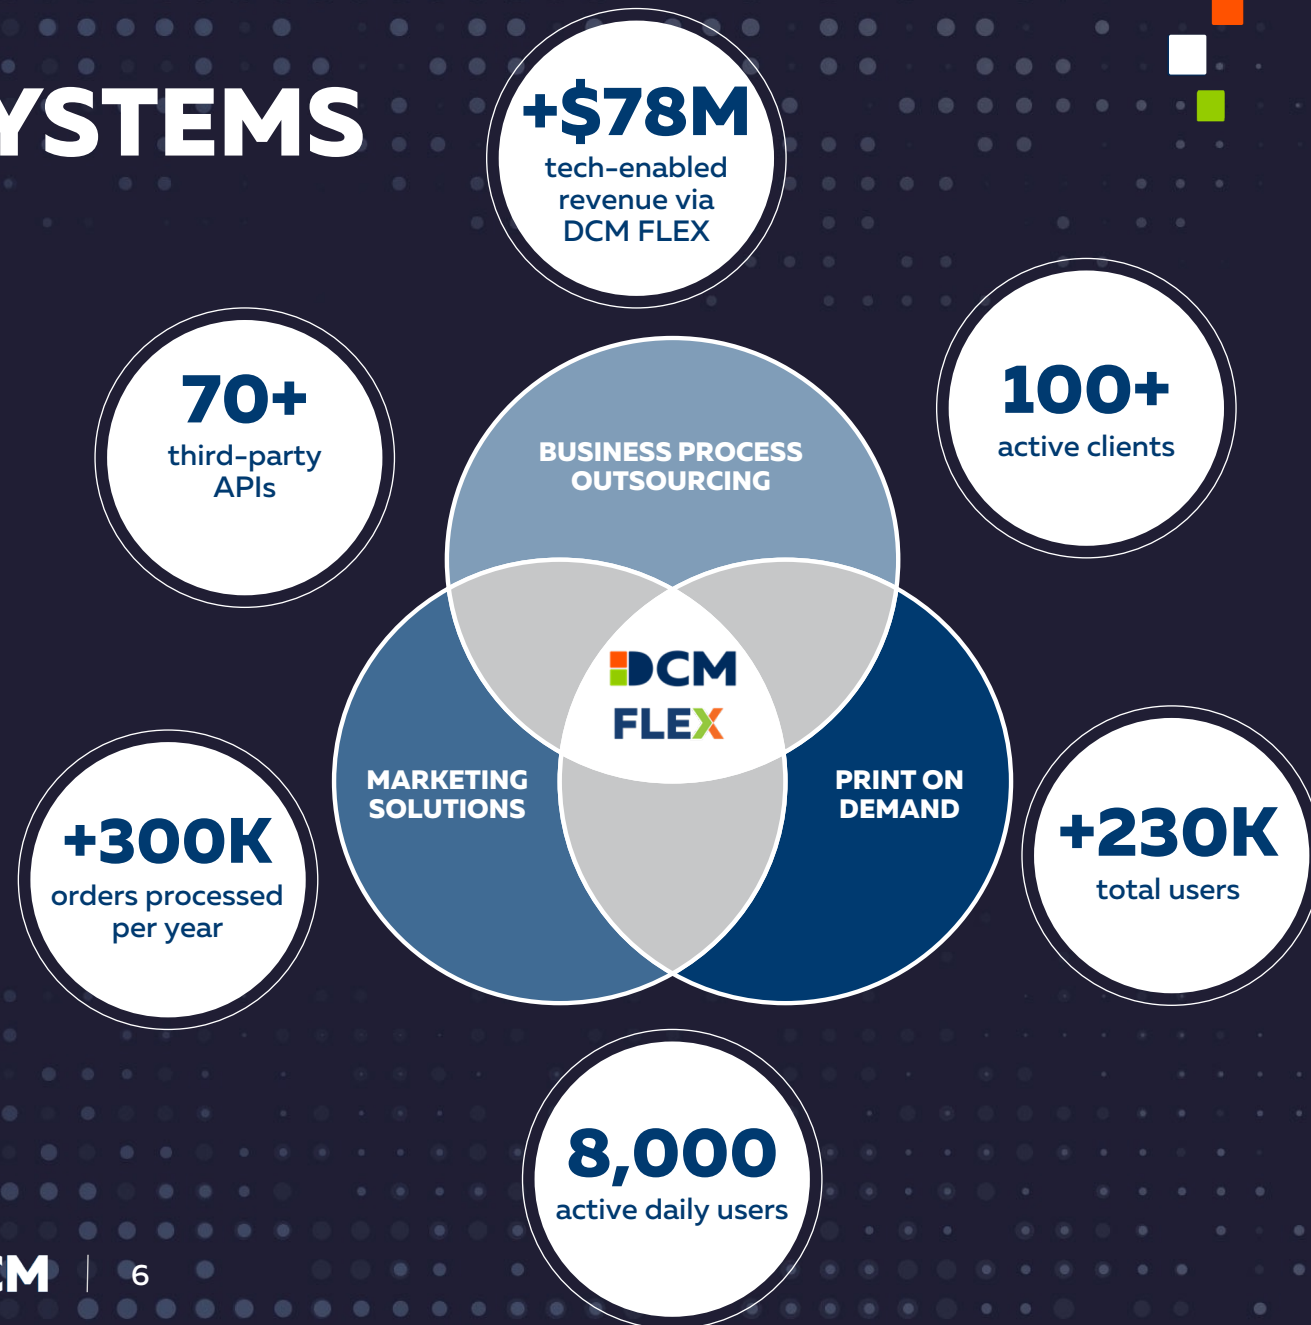 YSTEMS
+$78M
tech-enabled
revenue via
DCM FLEX
70+
third-party
APIs
100+
active clients
BUSINESS PROCESS
OUTSOURCING
DCM
FLEX
MARKETING
SOLUTIONS
PRINT ON
DEMAND
+300K
orders processed
per year
+230K
total users
8,000
active daily users
CM
6